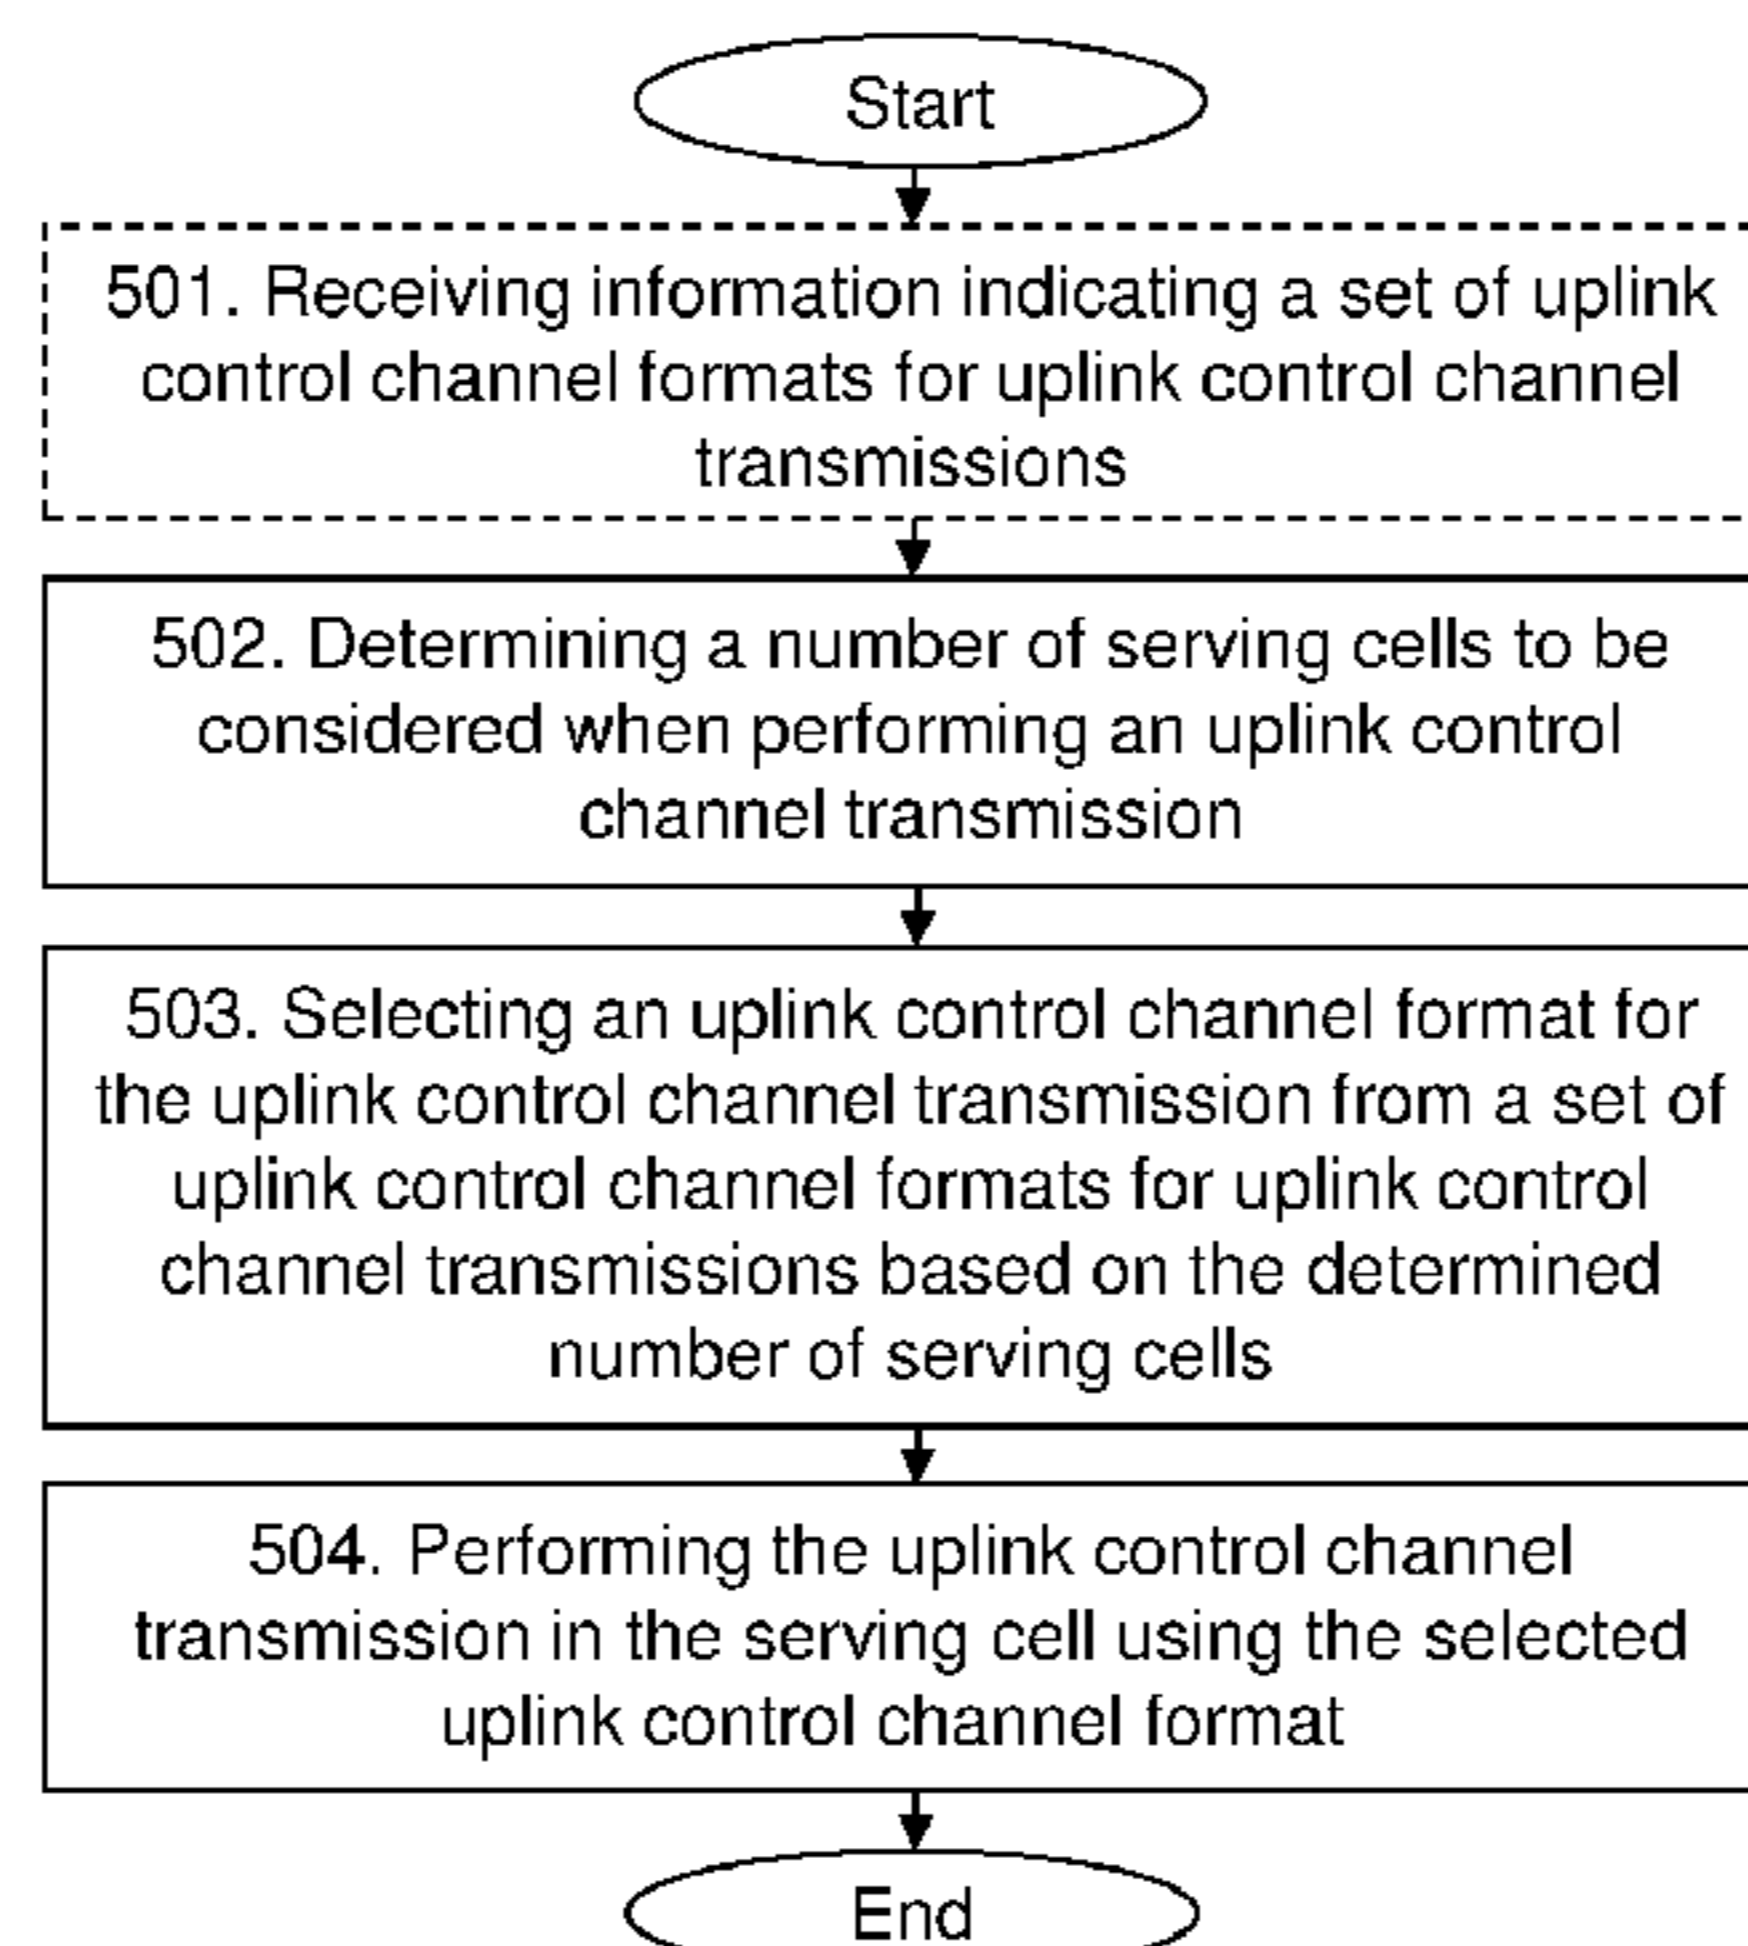 Start
501. Receiving information indicating a set of uplink
control channel formats for uplink control channel
transmissions
502. Determining a number of serving cells to be
considered when performing an uplink control
channel transmission
503. Selecting an uplink control channel format for
the uplink control channel transmission from a set of
uplink control channel formats for uplink control
channel transmissions based on the determined
number of serving cells
504. Performing the uplink control channel
transmission in the serving cell using the selected
uplink control channel format
End